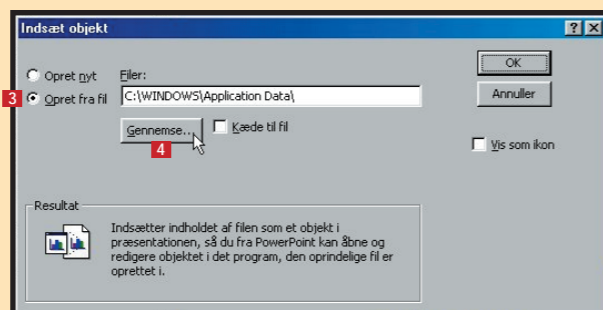 Indsæt objekt
Opret nyt
Filer:
OK
3 Opret fra fil
C:\WINDOWS\Application Data\
Annuller
Gennemse...
Kæde til fil
4
Vis som ikon
Resultat
Indsætter indholdet af filen som et objekt i
præsentationen, så du fra PowerPoint kan åbne og
redigere objektet i det program, den oprindelige fil er
oprettet i.